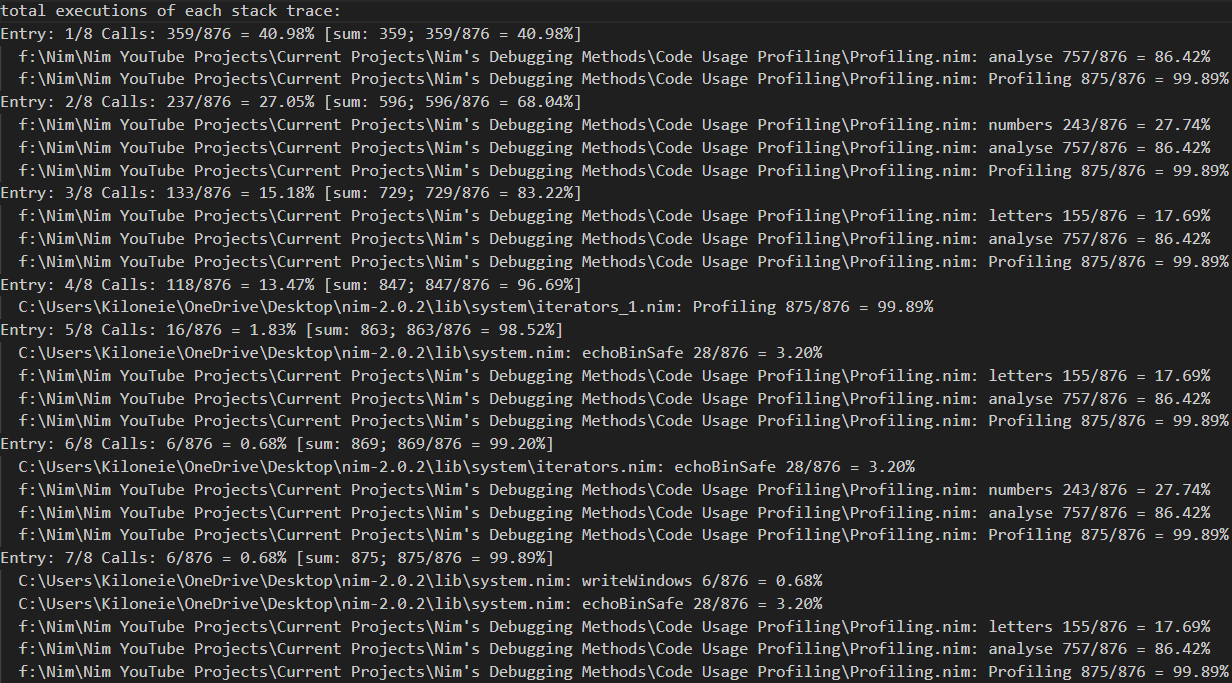 total executions of each stack trace:
Entry: 1/8 Calls: 359/876 = 40.98% [sum: 359; 359/876 = 40.98%]
  f:\Nim\Nim YouTube Projects\Current Projects\Nim's Debugging Methods\Code Usage Profiling\Profiling.nim: analyse 757/876 = 86.42%
  f:\Nim\Nim YouTube Projects\Current Projects\Nim's Debugging Methods\Code Usage Profiling\Profiling.nim: Profiling 875/876 = 99.89%
Entry: 2/8 Calls: 237/876 = 27.05% [sum: 596; 596/876 = 68.04%]
  f:\Nim\Nim YouTube Projects\Current Projects\Nim's Debugging Methods\Code Usage Profiling\Profiling.nim: numbers 243/876 = 27.74%
  f:\Nim\Nim YouTube Projects\Current Projects\Nim's Debugging Methods\Code Usage Profiling\Profiling.nim: analyse 757/876 = 86.42%
  f:\Nim\Nim YouTube Projects\Current Projects\Nim's Debugging Methods\Code Usage Profiling\Profiling.nim: Profiling 875/876 = 99.89%
Entry: 3/8 Calls: 133/876 = 15.18% [sum: 729; 729/876 = 83.22%]
  f:\Nim\Nim YouTube Projects\Current Projects\Nim's Debugging Methods\Code Usage Profiling\Profiling.nim: letters 155/876 = 17.69%
  f:\Nim\Nim YouTube Projects\Current Projects\Nim's Debugging Methods\Code Usage Profiling\Profiling.nim: analyse 757/876 = 86.42%
  f:\Nim\Nim YouTube Projects\Current Projects\Nim's Debugging Methods\Code Usage Profiling\Profiling.nim: Profiling 875/876 = 99.89%
Entry: 4/8 Calls: 118/876 = 13.47% [sum: 847; 847/876 = 96.69%]
  C:\Users\Kiloneie\OneDrive\Desktop\nim-2.0.2\lib\system\iterators_1.nim: Profiling 875/876 = 99.89%
Entry: 5/8 Calls: 16/876 = 1.83% [sum: 863; 863/876 = 98.52%]
  C:\Users\Kiloneie\OneDrive\Desktop\nim-2.0.2\lib\system.nim: echoBinSafe 28/876 = 3.20%
  f:\Nim\Nim YouTube Projects\Current Projects\Nim's Debugging Methods\Code Usage Profiling\Profiling.nim: letters 155/876 = 17.69%
  f:\Nim\Nim YouTube Projects\Current Projects\Nim's Debugging Methods\Code Usage Profiling\Profiling.nim: analyse 757/876 = 86.42%
  f:\Nim\Nim YouTube Projects\Current Projects\Nim's Debugging Methods\Code Usage Profiling\Profiling.nim: Profiling 875/876 = 99.89%
Entry: 6/8 Calls: 6/876 = 0.68% [sum: 869; 869/876 = 99.20%]
  C:\Users\Kiloneie\OneDrive\Desktop\nim-2.0.2\lib\system\iterators.nim: echoBinSafe 28/876 = 3.20%
  f:\Nim\Nim YouTube Projects\Current Projects\Nim's Debugging Methods\Code Usage Profiling\Profiling.nim: numbers 243/876 = 27.74%
  f:\Nim\Nim YouTube Projects\Current Projects\Nim's Debugging Methods\Code Usage Profiling\Profiling.nim: analyse 757/876 = 86.42%
  f:\Nim\Nim YouTube Projects\Current Projects\Nim's Debugging Methods\Code Usage Profiling\Profiling.nim: Profiling 875/876 = 99.89%
Entry: 7/8 Calls: 6/876 = 0.68% [sum: 875; 875/876 = 99.89%]
  C:\Users\Kiloneie\OneDrive\Desktop\nim-2.0.2\lib\system.nim: writeWindows 6/876 = 0.68%
  C:\Users\Kiloneie\OneDrive\Desktop\nim-2.0.2\lib\system.nim: echoBinSafe 28/876 = 3.20%
  f:\Nim\Nim YouTube Projects\Current Projects\Nim's Debugging Methods\Code Usage Profiling\Profiling.nim: letters 155/876 = 17.69%
  f:\Nim\Nim YouTube Projects\Current Projects\Nim's Debugging Methods\Code Usage Profiling\Profiling.nim: analyse 757/876 = 86.42%
  f:\Nim\Nim YouTube Projects\Current Projects\Nim's Debugging Methods\Code Usage Profiling\Profiling.nim: Profiling 875/876 = 99.89%